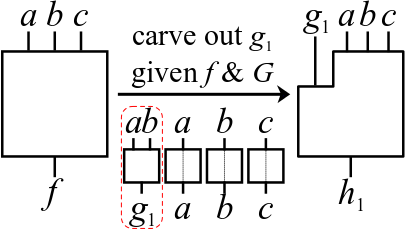 a b c
f
carve out g₁
given f & G
ab a b c
g₁ a b c
g₁ a b c
h₁